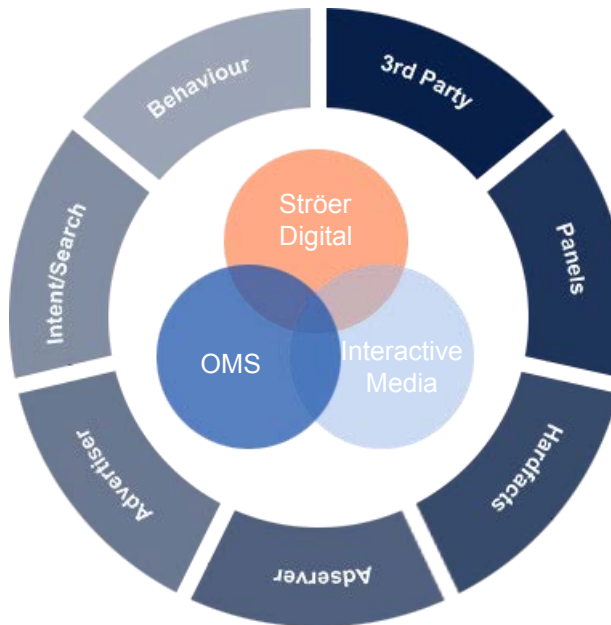 Behaviour
3rd Party
Panels
Hardfacts
Adserver
Advertiser
Intent/Search
Ströer
Digital
OMS
Interactive
Media